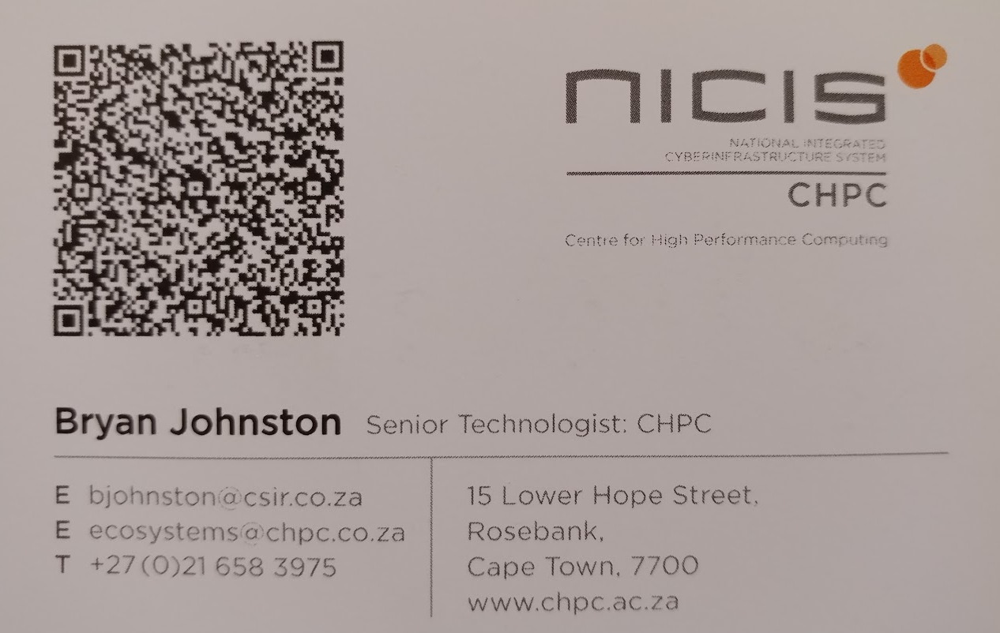 NICIS
NATIONAL INTEGRATED
CYBERINFRASTRUCTURE SYSTEM
CHPC
Centre for High Performance Computing
Bryan Johnston Senior Technologist: CHPC
E bjohnston@csir.co.za
E ecosystems@chpc.co.za
T +27(0)21 658 3975
15 Lower Hope Street,
Rosebank,
Cape Town, 7700
www.chpc.ac.za